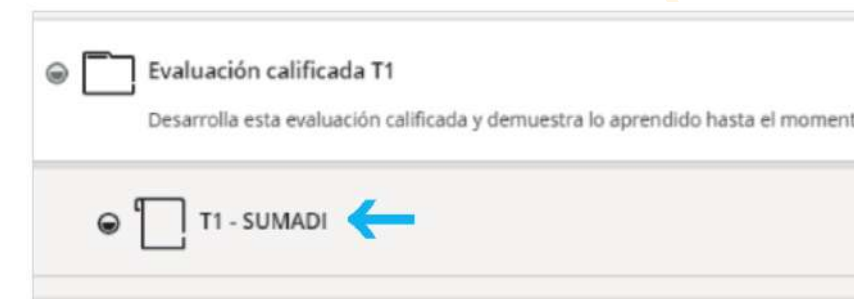 Evaluación calificada T1
Desarrolla esta evaluación calificada y demuestra lo aprendido hasta el moment
T1 - SUMADI